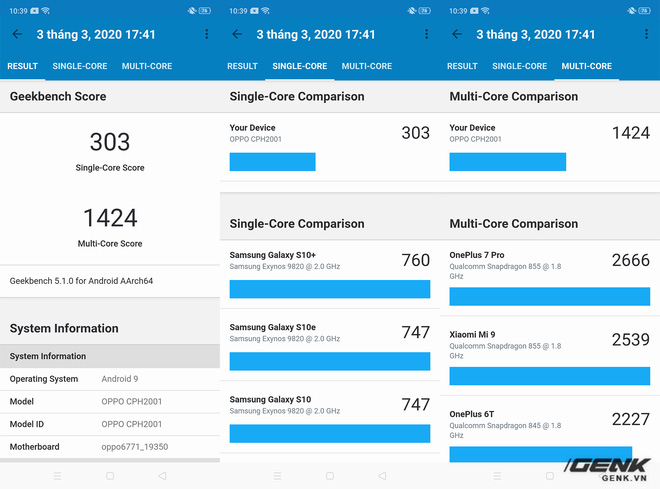 10:39
3 tháng 3, 2020 17:41
RESULT SINGLE-CORE MULTI-CORE
Geekbench Score
303
Single-Core Score
1424
Multi-Core Score
Geekbench 5.1.0 for Android AArch64
System Information
System Information
Operating System Android 9
Model OPPO CPH2001
Model ID OPPO CPH2001
Motherboard oppo6771_19350
10:39
3 tháng 3, 2020 17:41
RESULT SINGLE-CORE MULTI-CORE
Single-Core Comparison
Your Device 303
OPPO CPH2001
Single-Core Comparison
Samsung Galaxy S10+ 760
Samsung Exynos 9820 @ 2.0 GHz
Samsung Galaxy S10e 747
Samsung Exynos 9820 @ 2.0 GHz
Samsung Galaxy S10 747
Samsung Exynos 9820 @ 2.0 GHz
10:39
3 tháng 3, 2020 17:41
RESULT SINGLE-CORE MULTI-CORE
Multi-Core Comparison
Your Device 1424
OPPO CPH2001
Multi-Core Comparison
OnePlus 7 Pro 2666
Qualcomm Snapdragon 855 @ 1.8
GHz
Xiaomi Mi 9 2539
Qualcomm Snapdragon 855 @ 1.8
GHz
OnePlus 6T 2227
Qualcomm Snapdragon 845 @ 1.8
GHz
GENK
GENK.VN